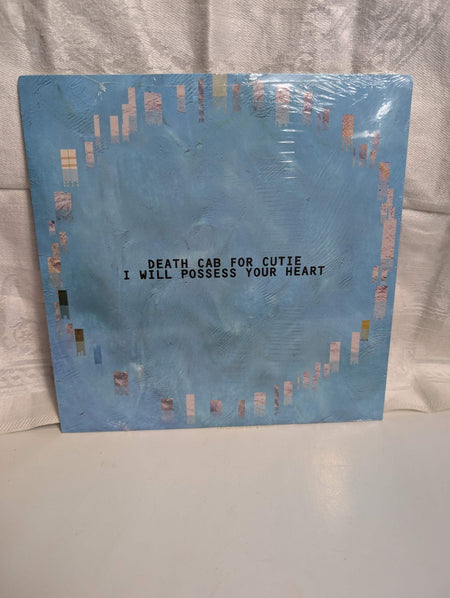 DEATH CAB FOR CUTIE
I WILL POSSESS YOUR HEART